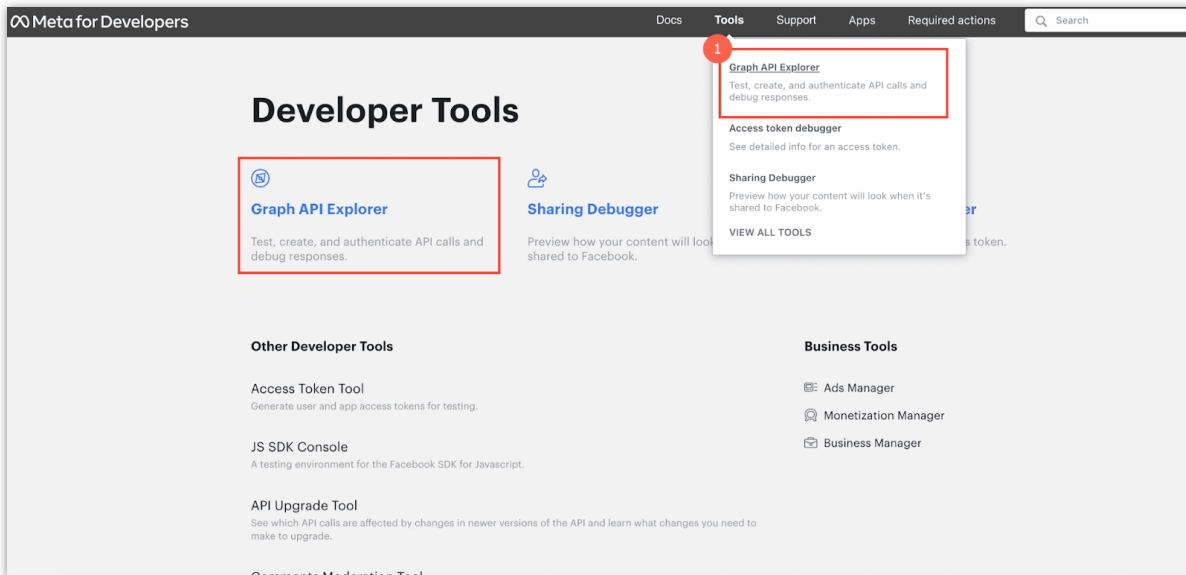 Meta for Developers
Docs
Tools
Support
Apps
Required actions
Search
1
Graph API Explorer
Test, create, and authenticate API calls and
debug responses.
Access token debugger
See detailed info for an access token.
Sharing Debugger
Preview how your content will look when it's
shared to Facebook.
VIEW ALL TOOLS
Developer Tools
Graph API Explorer
Test, create, and authenticate API calls and
debug responses.
Sharing Debugger
Preview how your content will look
shared to Facebook.
token.
Other Developer Tools
Access Token Tool
Generate user and app access tokens for testing.
JS SDK Console
A testing environment for the Facebook SDK for Javascript.
API Upgrade Tool
See which API calls are affected by changes in newer versions of the API and learn what changes you need to
make to upgrade.
Comments Moderation Tool
Business Tools
Ads Manager
Monetization Manager
Business Manager